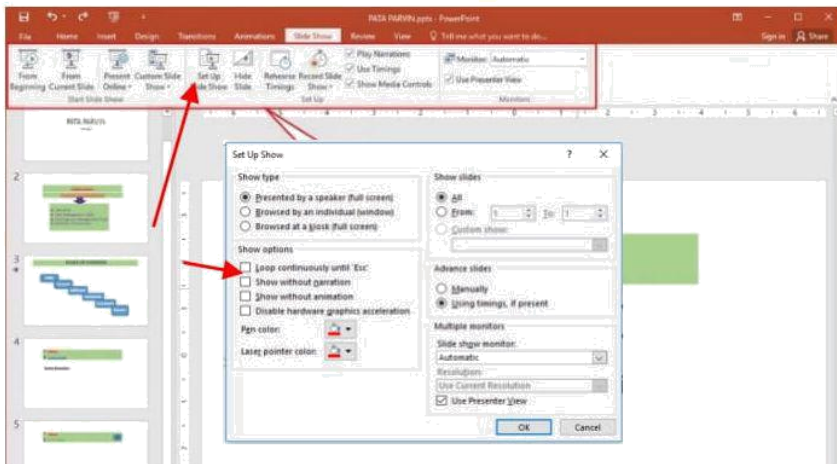 PATA PARVIN.pptx - PowerPoint
File Home Insert Design Transitions Animations Slide Show Review View Tell me what you want to do... Sign in Share
From Beginning
From Current Slide
Present Online
Custom Slide Show
Set Up Slide Show
Hide Slide
Rehearse Timings
Record Slide Show
Play Narrations
Use Timings
Show Media Controls
Monitor: Automatic
Use Presenter View
Start Slide Show
Set Up
Monitors
PATA PARVIN
2
3
4
5
Set Up Show
Show type
Presented by a speaker (full screen)
Browsed by an individual (window)
Browsed at a kiosk (full screen)
Show options
Loop continuously until 'Esc'
Show without narration
Show without animation
Disable hardware graphics acceleration
Pen color:
Laser pointer color:
Show slides
All
From: 1 To: 1
Custom show:
Advance slides
Manually
Using timings, if present
Multiple monitors
Slide show monitor:
Automatic
Resolution:
Use Current Resolution
Use Presenter View
OK Cancel